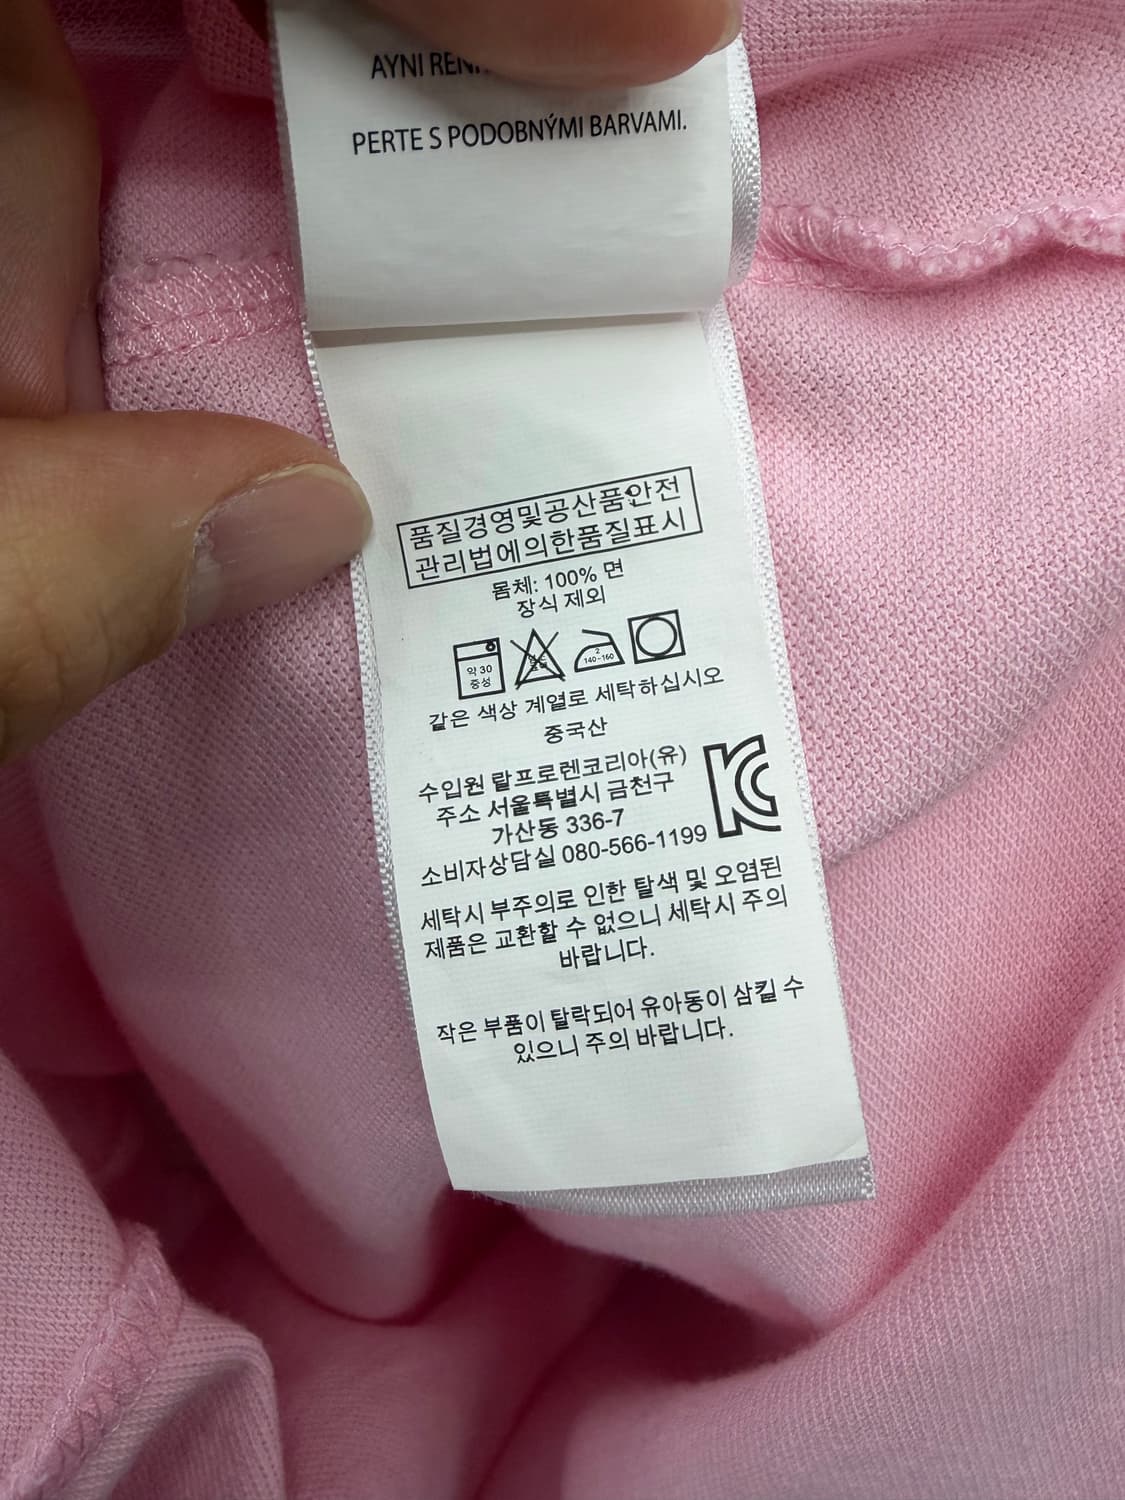 AYNI
PERTE S PODOBNÝMI BARVAMI.
품질경영및공산품안전
관리법에의한품질표시
몸체: 100% 면
장식 제외
약 30
중성
2
140-160
같은 색상 계열로 세탁하십시오
중국산
수입원 랄프로렌코리아(유)
주소 서울특별시 금천구
가산동 336-7
소비자상담실 080-566-1199
세탁시 부주의로 인한 탈색 및 오염된
제품은 교환할 수 없으니 세탁시 주의
바랍니다.
작은 부품이 탈락되어 유아동이 삼킬 수
있으니 주의 바랍니다.